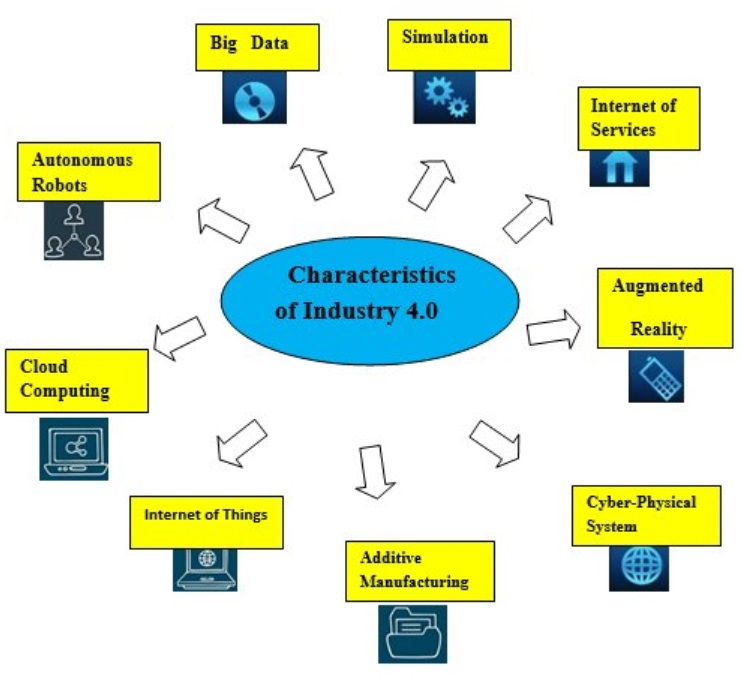 Big Data
Simulation
Internet of
Services
Autonomous
Robots
Characteristics
of Industry 4.0
Augmented
Reality
Cloud
Computing
Internet of Things
Cyber-Physical
System
Additive
Manufacturing